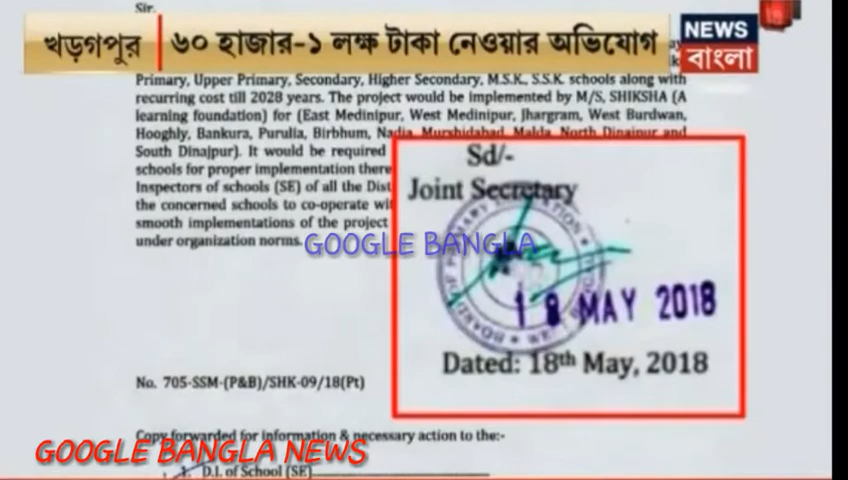 Sir,
খড়গপুর ৬০ হাজার-১ লক্ষ টাকা নেওয়ার অভিযোগ
NEWS
বাংলা
Primary, Upper Primary, Secondary, Higher Secondary, M.S.K, S.S.K. schools along with
recurring cost till 2028 years. The project would be implemented by M/S, SHIKSHA (A
learning foundation) for (East Medinipur, West Medinipur, Jhargram, West Burdwan,
Hooghly, Bankura, Purulia, Birbhum, Nadia, Murshidabad, Malda, North Dinajpur and
South Dinajpur). It would be required
schools for proper implementation there
Inspectors of schools (SE) of all the Dist
the concerned schools to co-operate wi
smooth implementations of the project
under organization norms.
Sd/-
Joint Secretary
BOARD OF PRIMARY
18 MAY 2018
Dated: 18th May, 2018
GOOGLE BANGLA
No. 705-SSM-(P&B)/SHK-09/18(Pt)
Copy forwarded for information & necessary action to the:-
GOOGLE BANGLA NEWS
1. D.I. of School (SE)